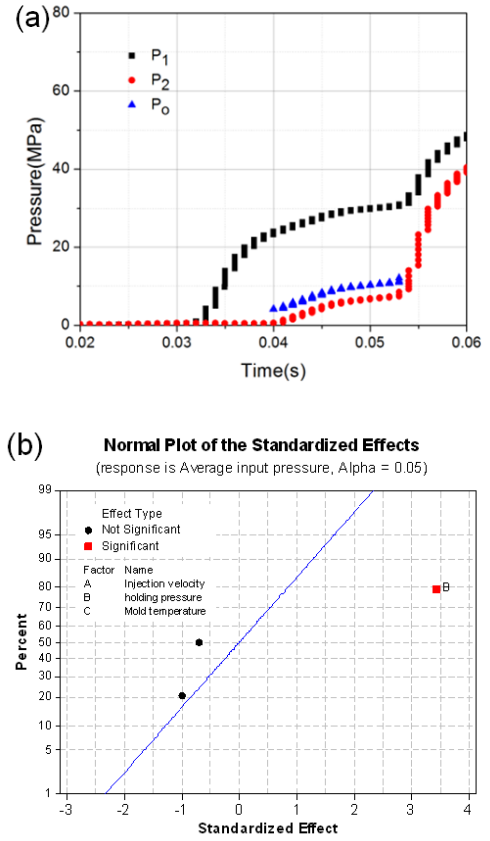 (a)
80
60
40
20
0
Pressure(MPa)
P1
P2
Po
0.02 0.03 0.04 0.05 0.06
Time(s)
(b)
Normal Plot of the Standardized Effects
(response is Average input pressure, Alpha = 0.05)
Percent
99
95
90
80
70
60
50
40
30
20
10
5
1
Effect Type
Not Significant
Significant
Factor Name
A Injection velocity
B holding pressure
C Mold temperature
B
-3 -2 -1 0 1 2 3 4
Standardized Effect